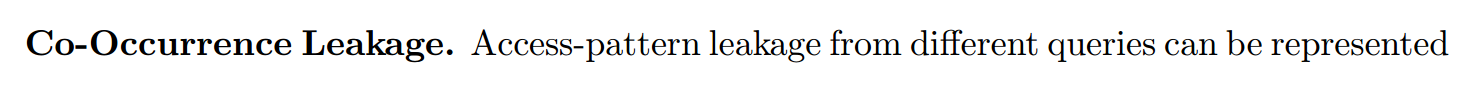 Co-Occurrence Leakage. Access-pattern leakage from different queries can be represented